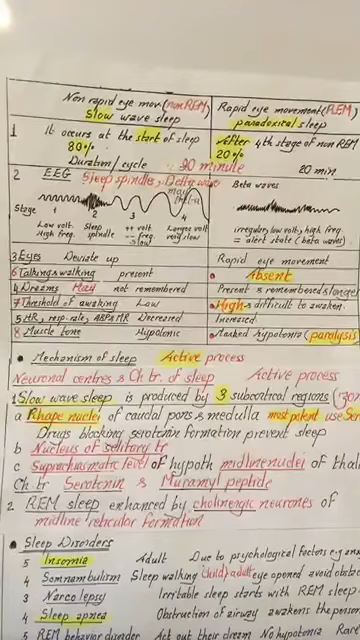 Non rapid eye mov. (non REM)
Slow wave sleep
Rapid eye movement (REM)
paradoxical sleep
1 It occurs at the start of sleep
80%
After 4th stage of non REM
20%
Duration/cycle 90 minute
20 min
2 EEG Sleep spindles, Delta wave
Beta waves
Stage 1 2 3 4
Low volt. High freq.
Sleep spindle
++ volt -- freq. slow
Longest volt very slow
irregular, low volt, high freq.
= alert state (beta waves)
3 Eyes Deviate up
Rapid eye movement
6 Talking & walking present
Absent
4 Dreams May not remembered
Present & remembered & longer
7 Threshold of awaking Low
High & difficult to awaken
5 HR, resp. rate, ABP & MR Decreased
Increased
8 Muscle tone Hypotonic
Marked hypotonia (paralysis
Mechanism of sleep Active process
Neuronal centres & Ch tr. of sleep Active process
1 Slow wave sleep is produced by 3 subcortical regions
a Rhape nuclei of caudal pons & medulla most potent use
Drugs blocking serotonin formation prevent sleep
b Nucleus of solitary tr
c Suprachiasmatic level of hypoth midlinenuclei of thal
Ch tr Serotonin & Muramyl peptide
2 REM sleep enhanced by cholinergic neurones of
midline reticular formation
Sleep Disorders
5 Insomia Adult Due to psychological factors e.g
4 Somnambulism Sleep walking child > adult eye opened avoid obstac
3 Narcolepsy Irritable sleep starts with REM sleep
4 Sleep apnea Obstruction of airway awakens the person
5 REM behavior disorder Act out their dream No hypotonia